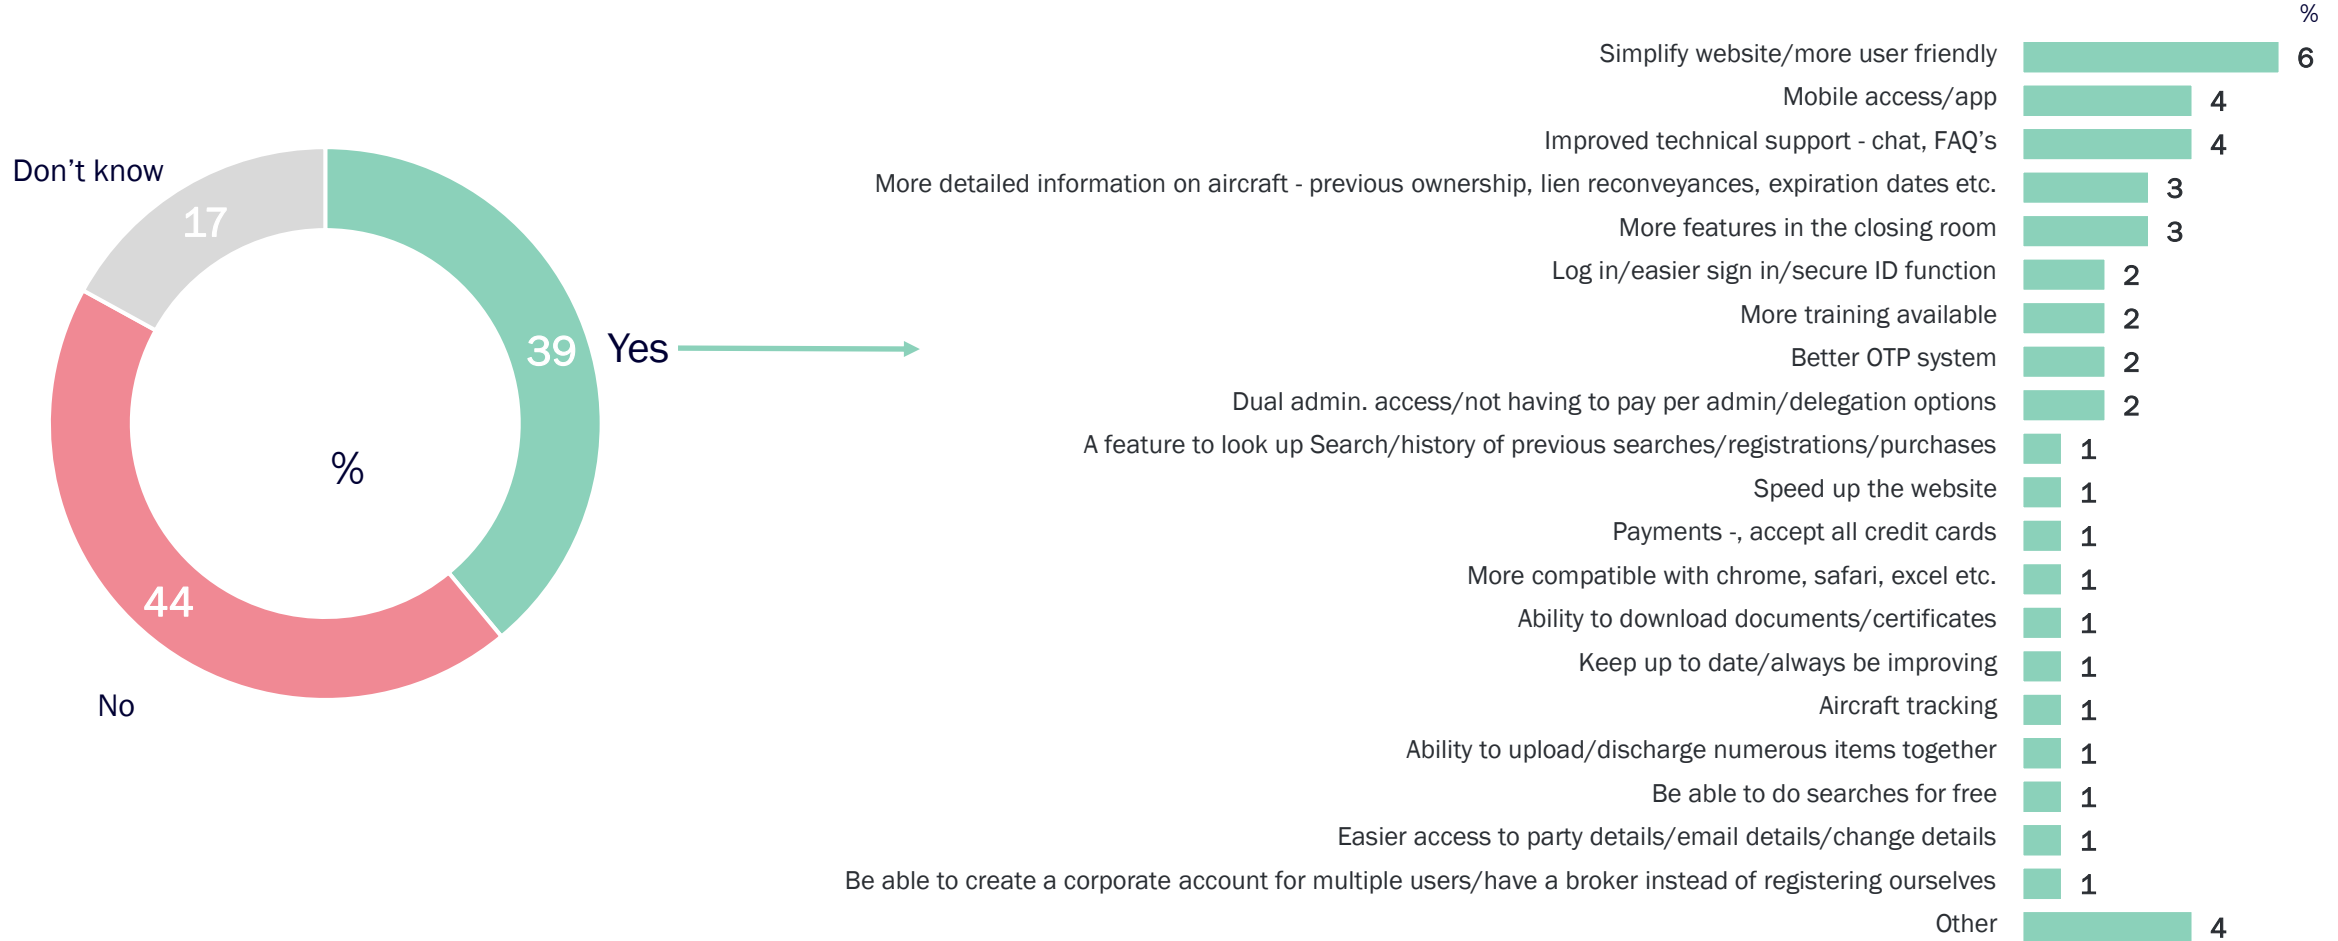 %
Simplify website/more user friendly 6
Mobile access/app 4
Improved technical support - chat, FAQ’s 4
More detailed information on aircraft - previous ownership, lien reconveyances, expiration dates etc. 3
More features in the closing room 3
Log in/easier sign in/secure ID function 2
More training available 2
Better OTP system 2
Dual admin. access/not having to pay per admin/delegation options 2
A feature to look up Search/history of previous searches/registrations/purchases 1
Speed up the website 1
Payments -, accept all credit cards 1
More compatible with chrome, safari, excel etc. 1
Ability to download documents/certificates 1
Keep up to date/always be improving 1
Aircraft tracking 1
Ability to upload/discharge numerous items together 1
Be able to do searches for free 1
Easier access to party details/email details/change details 1
Be able to create a corporate account for multiple users/have a broker instead of registering ourselves 1
Other 4
Don’t know
17
39
Yes
%
44
No